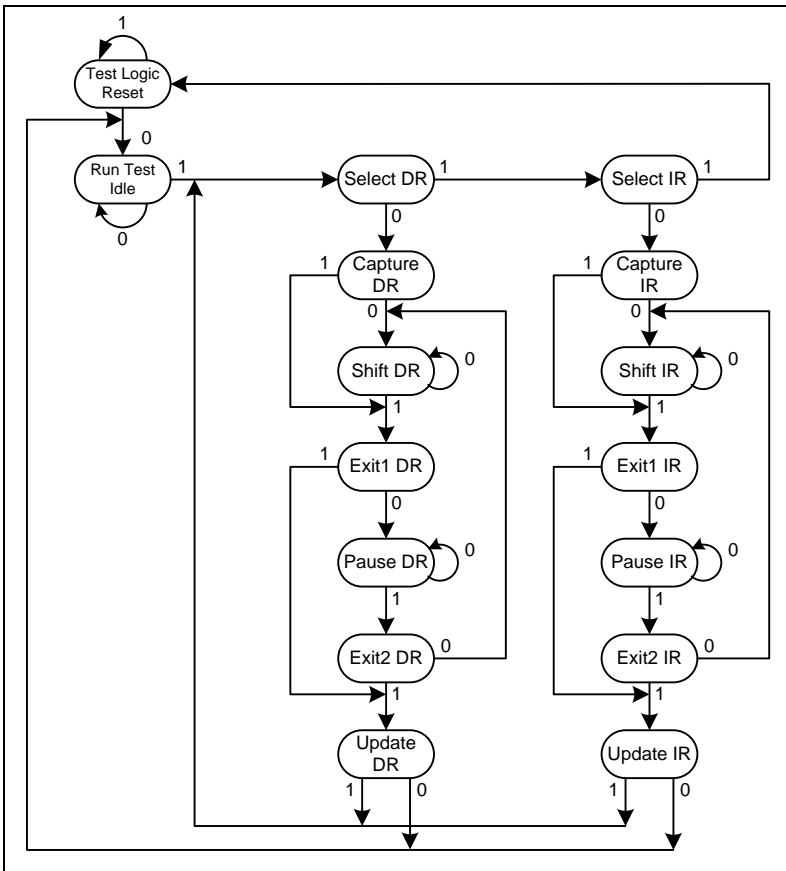 1
Test Logic
Reset
0
Run Test
Idle
1
0
Select DR
1
Select IR
1
0
0
Capture
DR
1
0
Capture
IR
1
0
Shift DR
0
1
Shift IR
0
1
1
Exit1 DR
0
1
Exit1 IR
0
Pause DR
0
1
Pause IR
0
1
Exit2 DR
0
1
Exit2 IR
0
1
Update
DR
1
0
Update IR
1
0